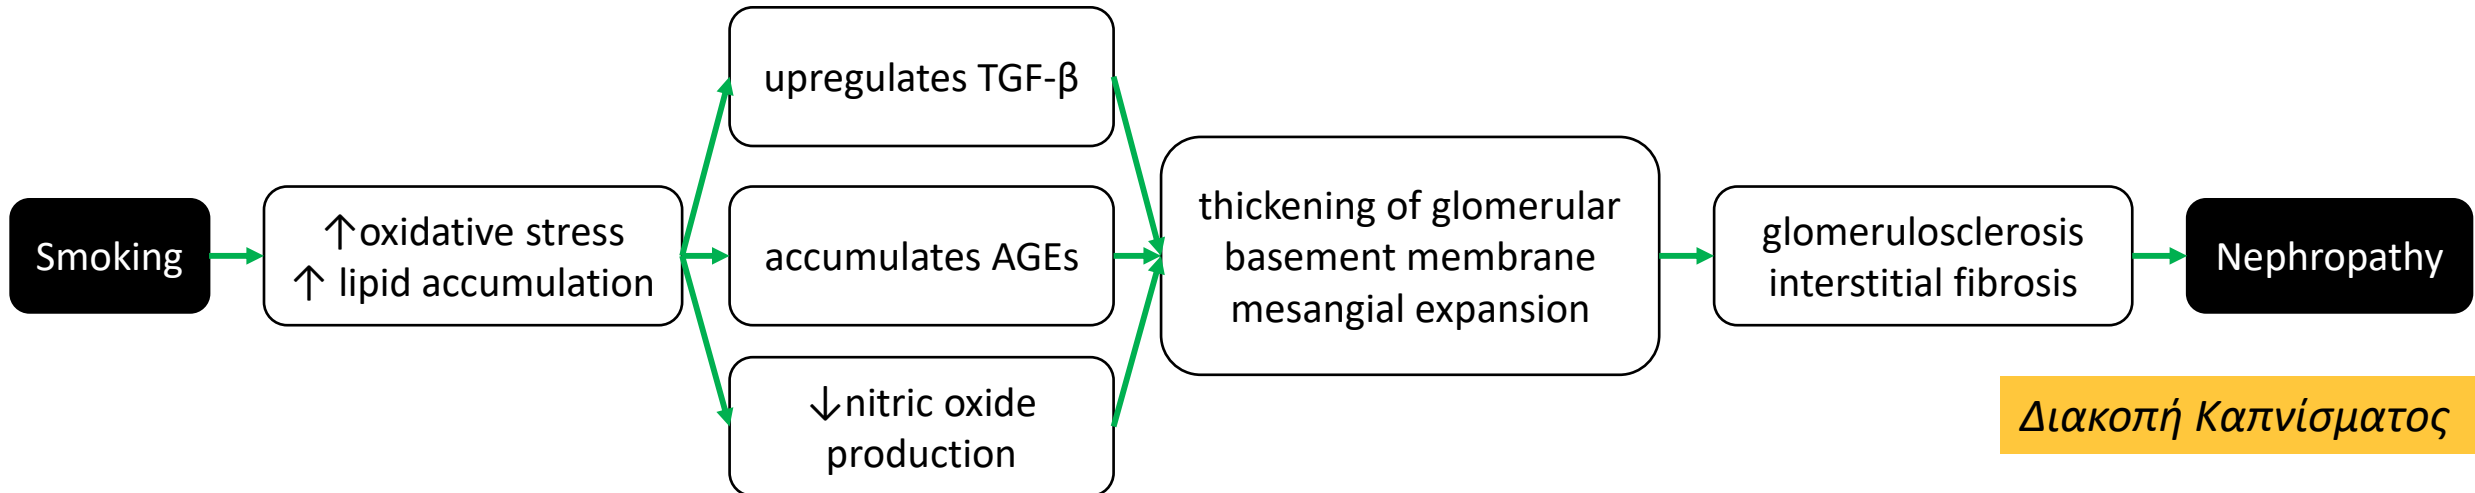 Smoking
↑oxidative stress
↑ lipid accumulation
upregulates TGF-β
accumulates AGEs
↓nitric oxide
production
thickening of glomerular
basement membrane
mesangial expansion
glomerulosclerosis
interstitial fibrosis
Nephropathy
Διακοπή Καπνίσματος